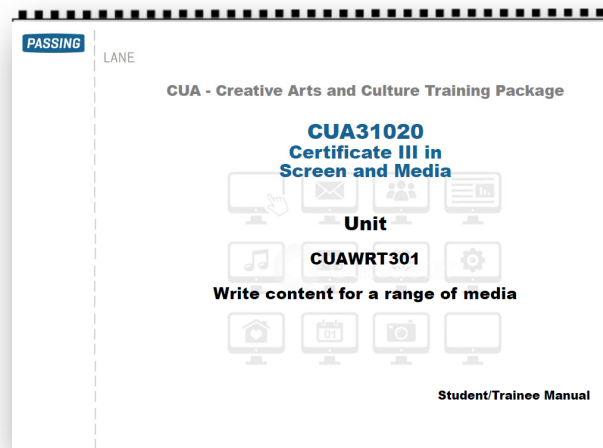 PASSING
LANE
CUA - Creative Arts and Culture Training Package
CUA31020
Certificate III in
Screen and Media
Unit
CUAWRT301
Write content for a range of media
01
Student/Trainee Manual